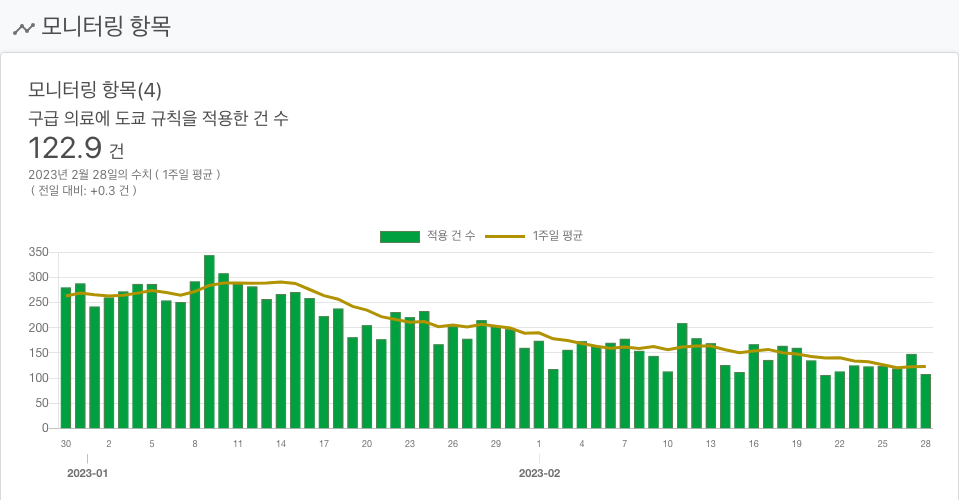 모니터링 항목
모니터링 항목(4)
구급 의료에 도쿄 규칙을 적용한 건 수
122.9 건
2023년 2월 28일의 수치 ( 1주일 평균 )
( 전일 대비: +0.3 건 )
적용 건 수 1주일 평균
350
300
250
200
150
100
50
0
30 2 5 8 11 14 17 20 23 26 29 1 4 7 10 13 16 19 22 25 28
2023-01 2023-02